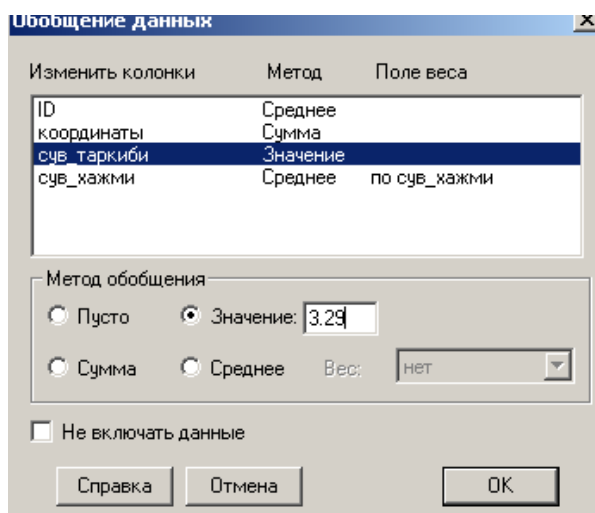 Обобщение данных
Изменить колонки Метод Поле веса
ID Среднее
координаты Сумма
сув_таркиби Значение
сув_хажми Среднее по сув_хажми
Метод обобщения
Пусто Значение: 3.29
Сумма Среднее Вес: нет
Не включать данные
Справка Отмена OK